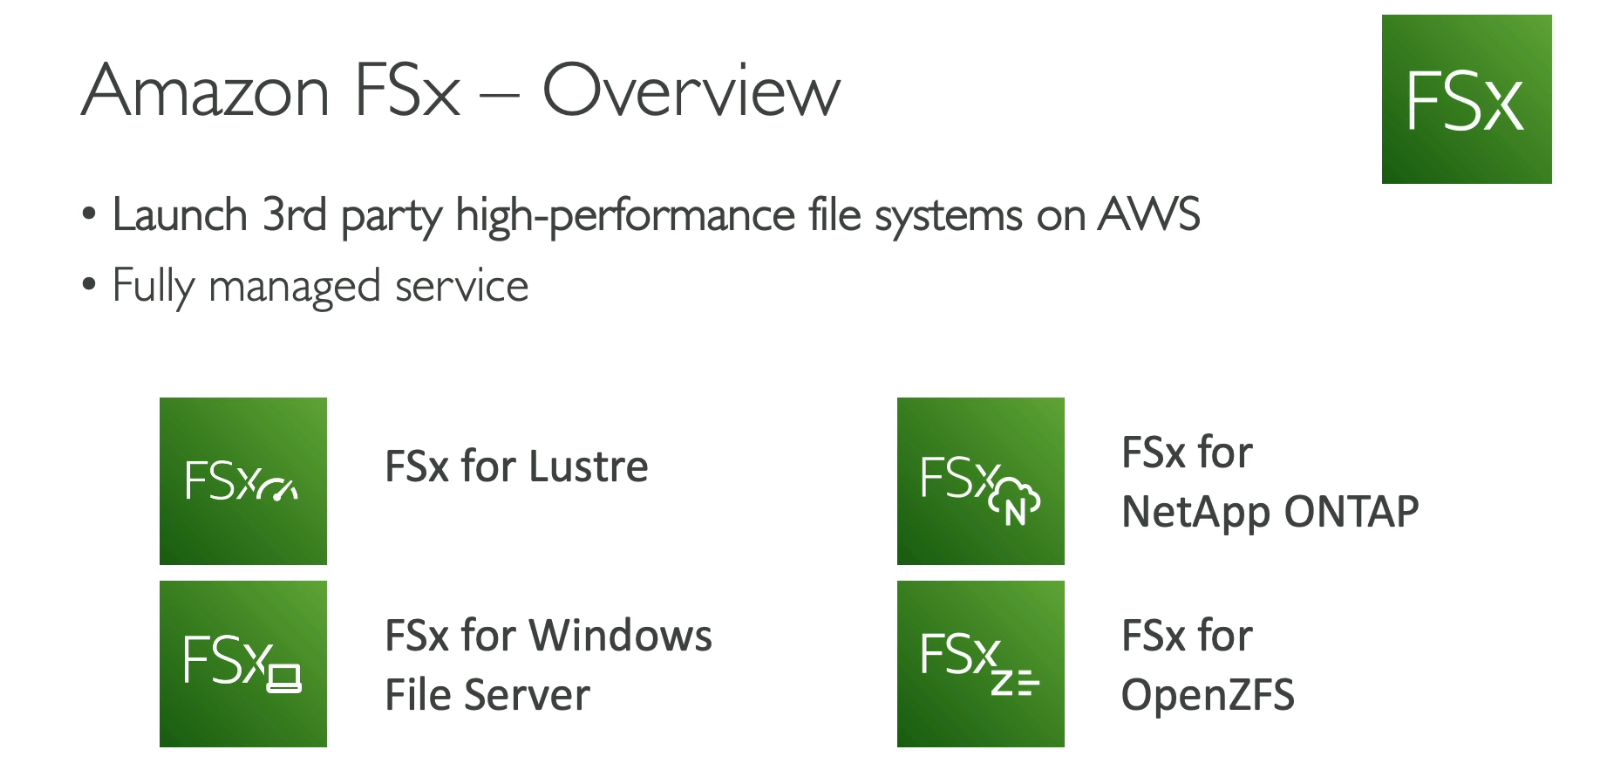 Amazon FSx – Overview
FSx
• Launch 3rd party high-performance file systems on AWS
• Fully managed service
FSx
FSx for Lustre
FSx
N
FSx for
NetApp ONTAP
FSx
FSx for Windows
File Server
FSx
Z
FSx for
OpenZFS